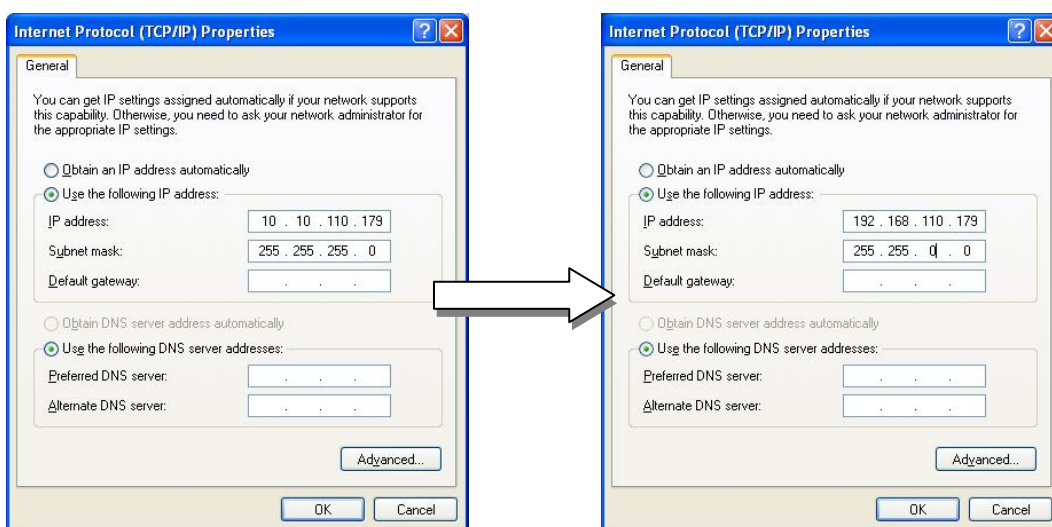 Internet Protocol (TCP/IP) Properties
General
You can get IP settings assigned automatically if your network supports
this capability. Otherwise, you need to ask your network administrator for
the appropriate IP settings.
Obtain an IP address automatically
Use the following IP address:
IP address: 10 . 10 . 110 . 179
Subnet mask: 255 . 255 . 255 . 0
Default gateway: . . .
Obtain DNS server address automatically
Use the following DNS server addresses:
Preferred DNS server: . . .
Alternate DNS server: . . .
Advanced...
OK Cancel
Internet Protocol (TCP/IP) Properties
General
You can get IP settings assigned automatically if your network supports
this capability. Otherwise, you need to ask your network administrator for
the appropriate IP settings.
Obtain an IP address automatically
Use the following IP address:
IP address: 192 . 168 . 110 . 179
Subnet mask: 255 . 255 . 0 . 0
Default gateway: . . .
Obtain DNS server address automatically
Use the following DNS server addresses:
Preferred DNS server: . . .
Alternate DNS server: . . .
Advanced...
OK Cancel